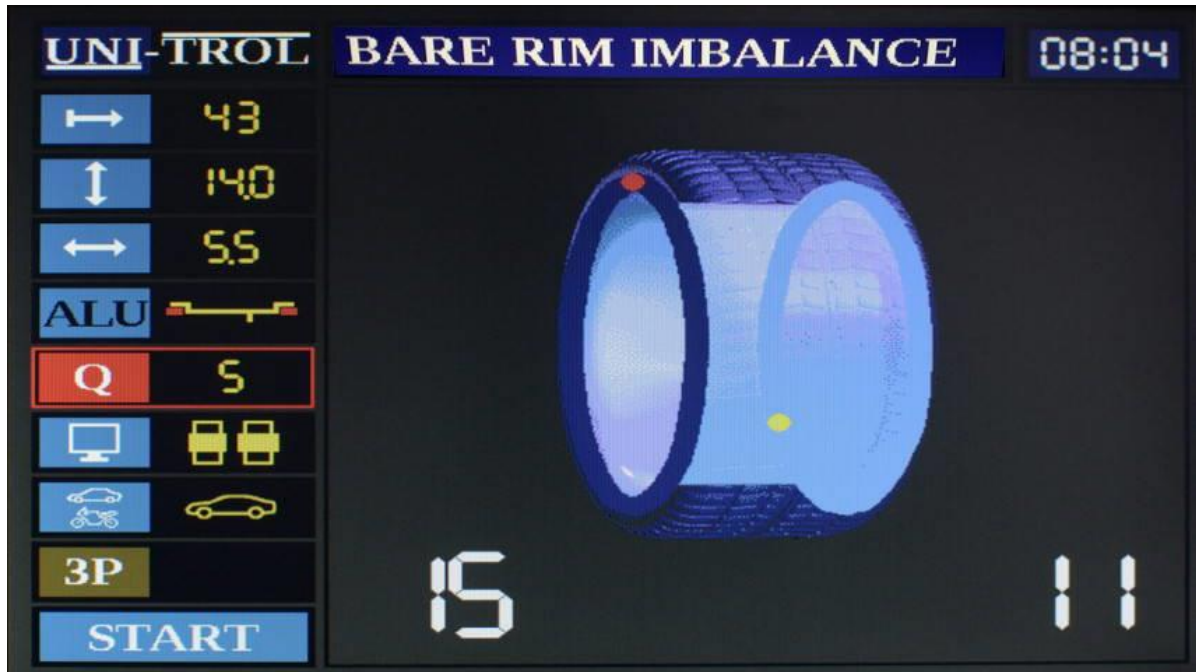 UNI-TROL
BARE RIM IMBALANCE
08:04
43
14.0
5.5
ALU
Q
5
3P
START
15
11